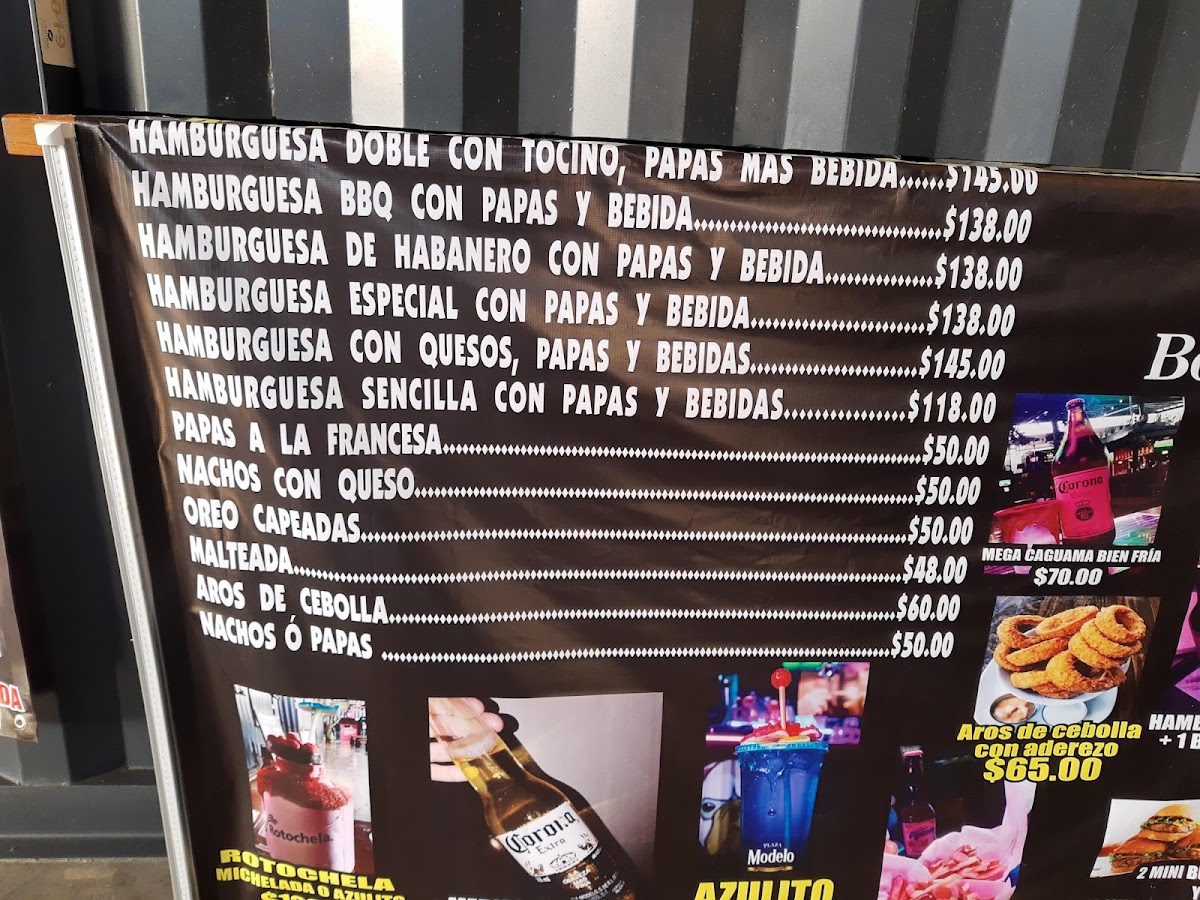 HAMBURGUESA DOBLE CON TOCINO, PAPAS MAS BEBIDA......$145.00
HAMBURGUESA BBQ CON PAPAS Y BEBIDA..............................$138.00
HAMBURGUESA DE HABANERO CON PAPAS Y BEBIDA..............$138.00
HAMBURGUESA ESPECIAL CON PAPAS Y BEBIDA......................$138.00
HAMBURGUESA CON QUESOS, PAPAS Y BEBIDAS.....................$145.00
HAMBURGUESA SENCILLA CON PAPAS Y BEBIDAS................$118.00
PAPAS A LA FRANCESA............................................................$50.00
NACHOS CON QUESO..............................................................$50.00
OREO CAPEADAS.....................................................................$50.00
MALTEADA..............................................................................$48.00
AROS DE CEBOLLA..................................................................$60.00
NACHOS Ó PAPAS ..................................................................$50.00
Corona
MEGA CAGUAMA BIEN FRÍA
$70.00
Aros de cebolla
con aderezo
$65.00
HAMB
+ 1 B
2 MINI BU
Y
Rotochela.
ROTOCHELA
MICHELADA O AZULITO
Corona
Extra
PLAZA
Modelo
AZULITO
DA